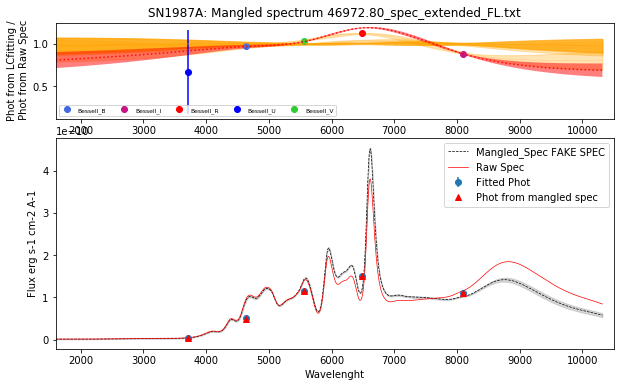 SN1987A: Mangled spectrum 46972.80_spec_extended_FL.txt
Phot from LCfitting /
Phot from Raw Spec
1.0
0.5
Bessell_B Bessell_I Bessell_R Bessell_U Bessell_V
2000 3000 4000 5000 6000 7000 8000 9000 10000
Mangled_Spec FAKE SPEC
Raw Spec
Fitted Phot
Phot from mangled spec
Flux erg s-1 cm-2 A-1
4
3
2
1
0
2000 3000 4000 5000 6000 7000 8000 9000 10000
Wavelenght